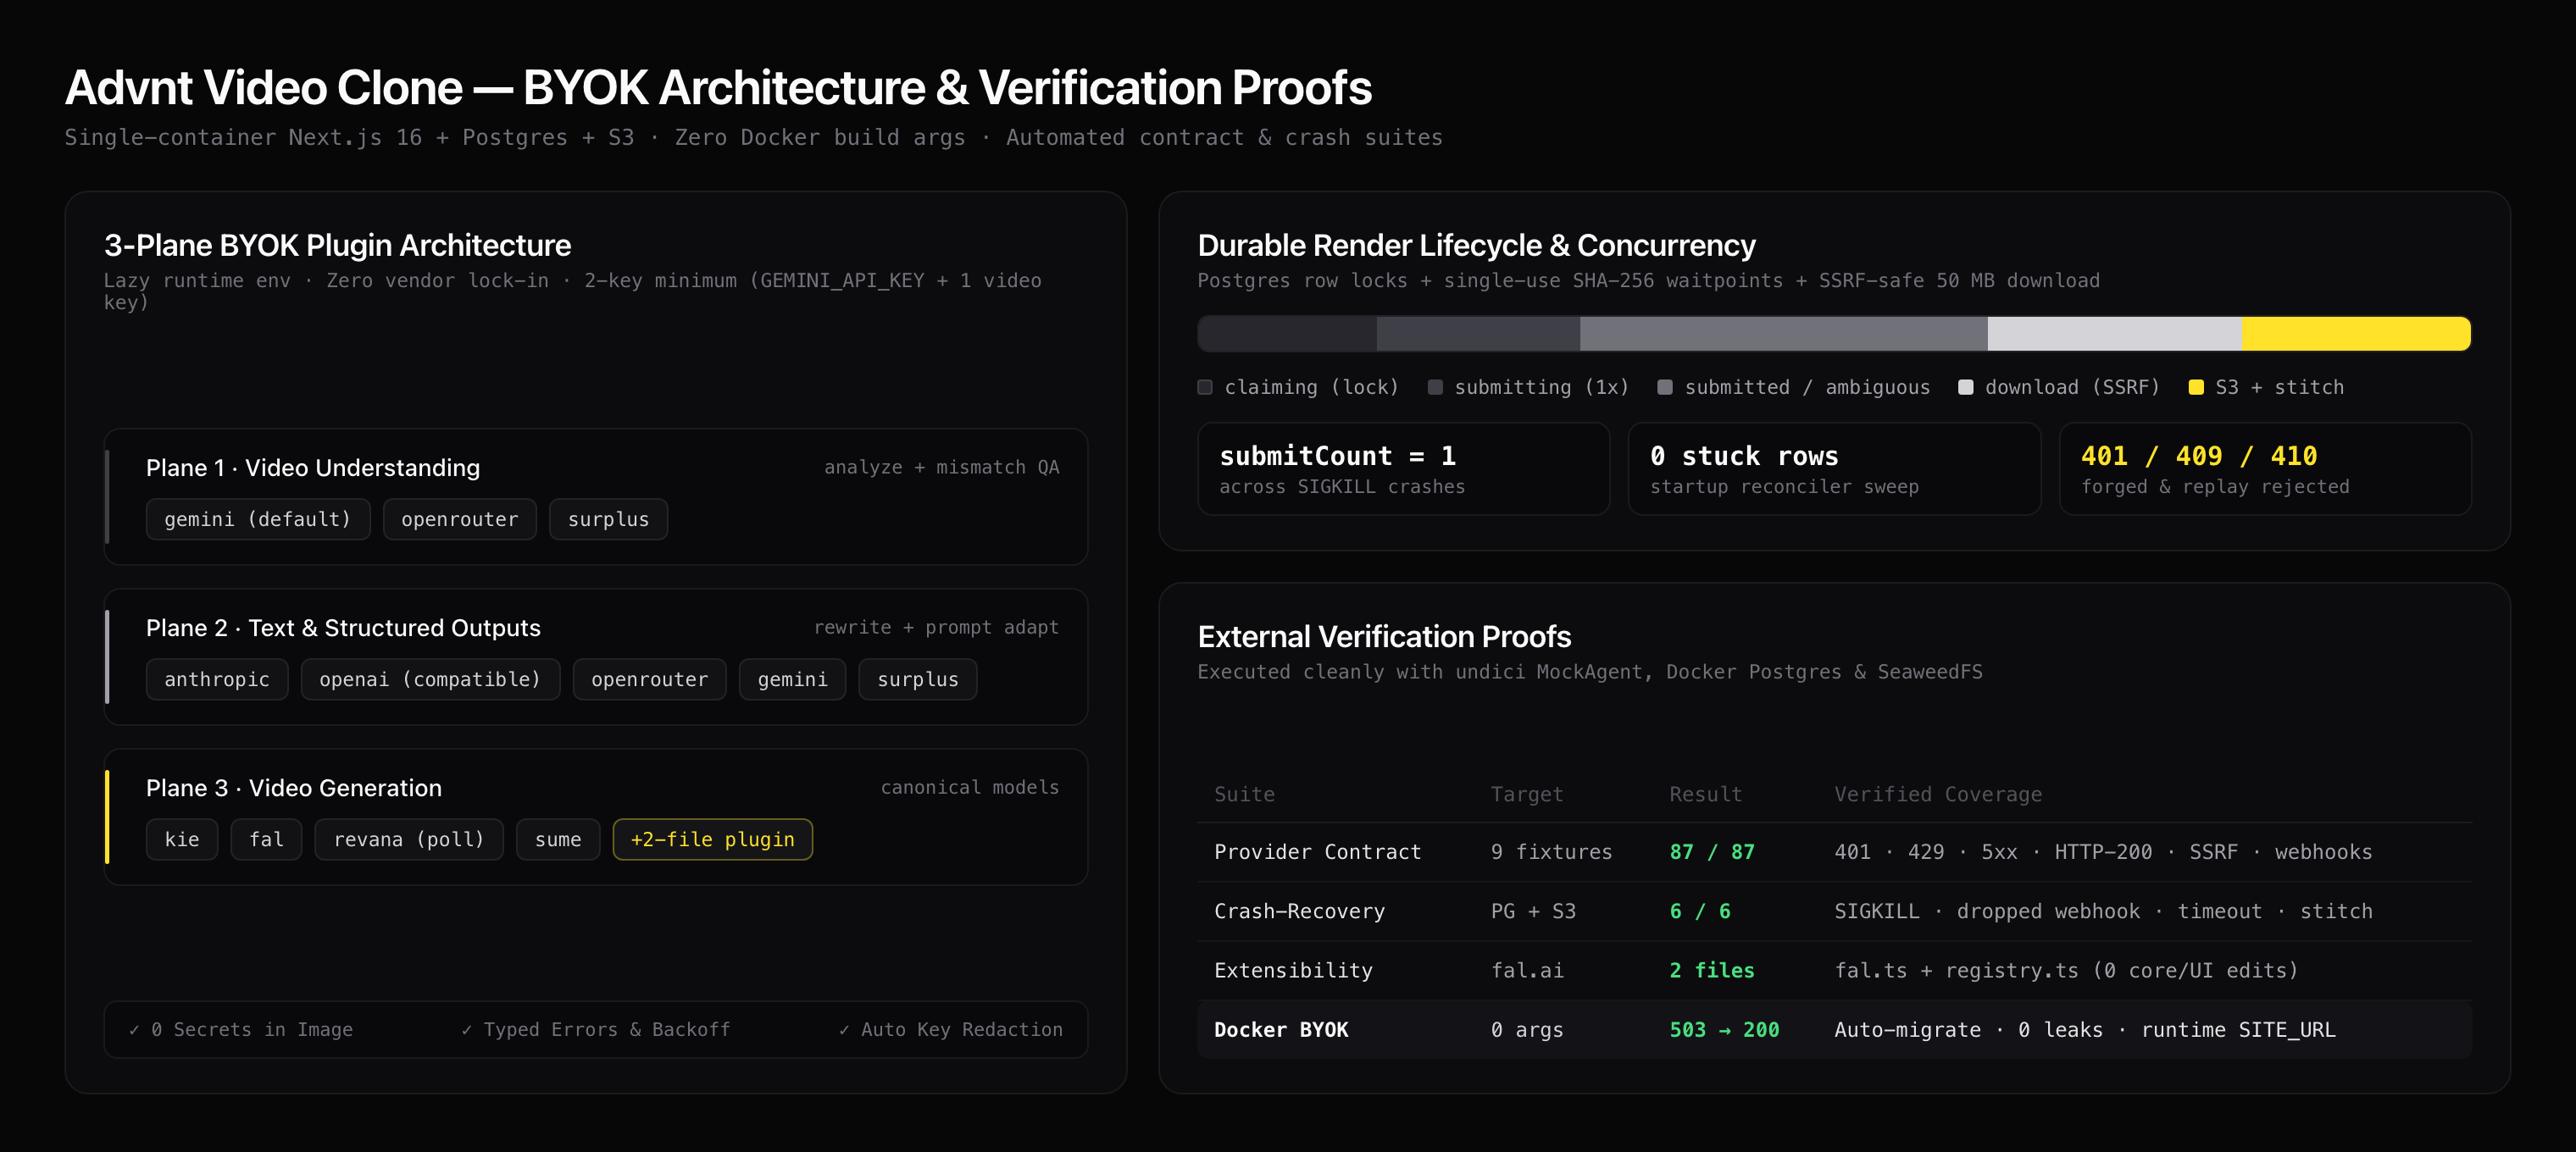 Advnt Video Clone — BYOK Architecture & Verification Proofs
Single-container Next.js 16 + Postgres + S3 · Zero Docker build args · Automated contract & crash suites
3-Plane BYOK Plugin Architecture
Lazy runtime env · Zero vendor lock-in · 2-key minimum (GEMINI_API_KEY + 1 video
key)
Plane 1 · Video Understanding
analyze + mismatch QA
gemini (default)
openrouter
surplus
Plane 2 · Text & Structured Outputs
rewrite + prompt adapt
anthropic
openai (compatible)
openrouter
gemini
surplus
Plane 3 · Video Generation
canonical models
kie
fal
revana (poll)
sume
+2-file plugin
✓ 0 Secrets in Image
✓ Typed Errors & Backoff
✓ Auto Key Redaction
Durable Render Lifecycle & Concurrency
Postgres row locks + single-use SHA-256 waitpoints + SSRF-safe 50 MB download
claiming (lock)
submitting (1x)
submitted / ambiguous
download (SSRF)
S3 + stitch
submitCount = 1
across SIGKILL crashes
0 stuck rows
startup reconciler sweep
401 / 409 / 410
forged & replay rejected
External Verification Proofs
Executed cleanly with undici MockAgent, Docker Postgres & SeaweedFS
Suite Target Result Verified Coverage
Provider Contract 9 fixtures 87 / 87 401 · 429 · 5xx · HTTP-200 · SSRF · webhooks
Crash-Recovery PG + S3 6 / 6 SIGKILL · dropped webhook · timeout · stitch
Extensibility fal.ai 2 files fal.ts + registry.ts (0 core/UI edits)
Docker BYOK 0 args 503 → 200 Auto-migrate · 0 leaks · runtime SITE_URL